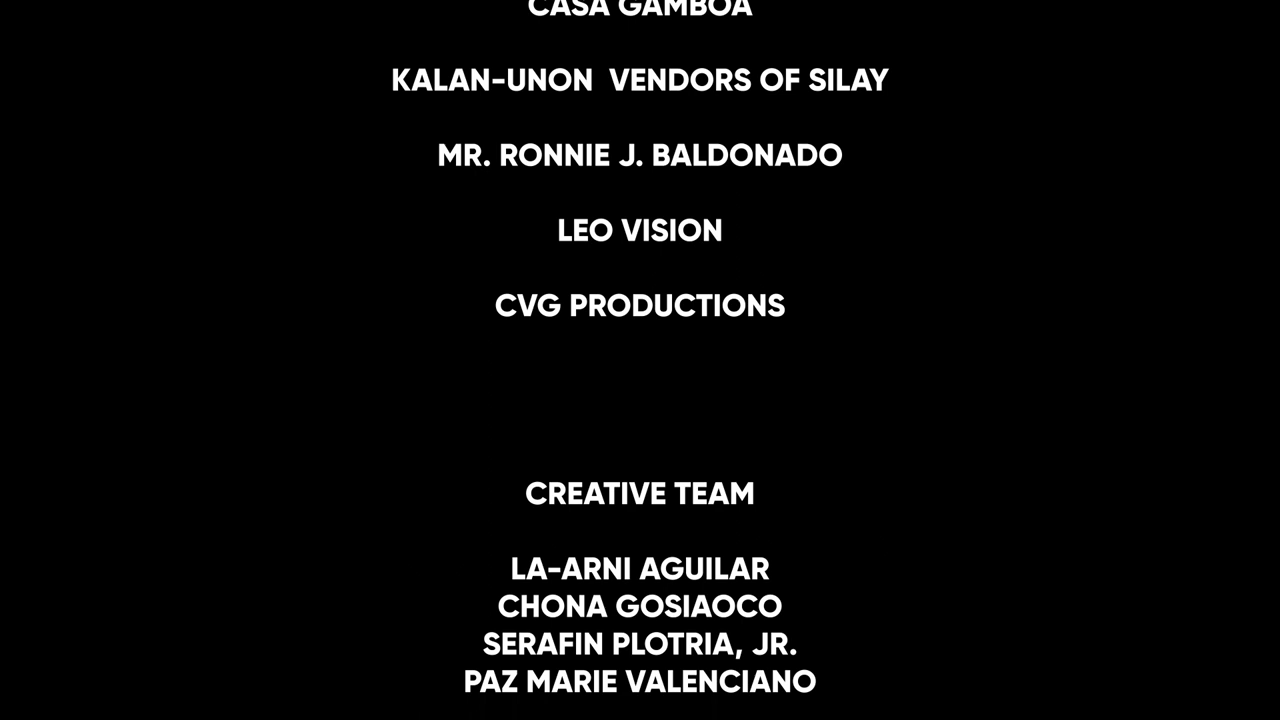 CASA GAMBOA
KALAN-UNON  VENDORS OF SILAY
MR. RONNIE J. BALDONADO
LEO VISION
CVG PRODUCTIONS
CREATIVE TEAM
LA-ARNI AGUILAR
CHONA GOSIAOCO
SERAFIN PLOTRIA, JR.
PAZ MARIE VALENCIANO